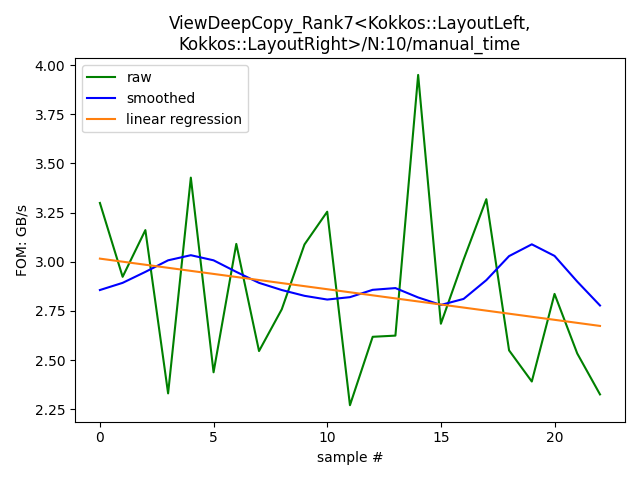 ViewDeepCopy_Rank7<Kokkos::LayoutLeft,
Kokkos::LayoutRight>/N:10/manual_time
raw
smoothed
linear regression
FOM: GB/s
4.00
3.75
3.50
3.25
3.00
2.75
2.50
2.25
0 5 10 15 20
sample #